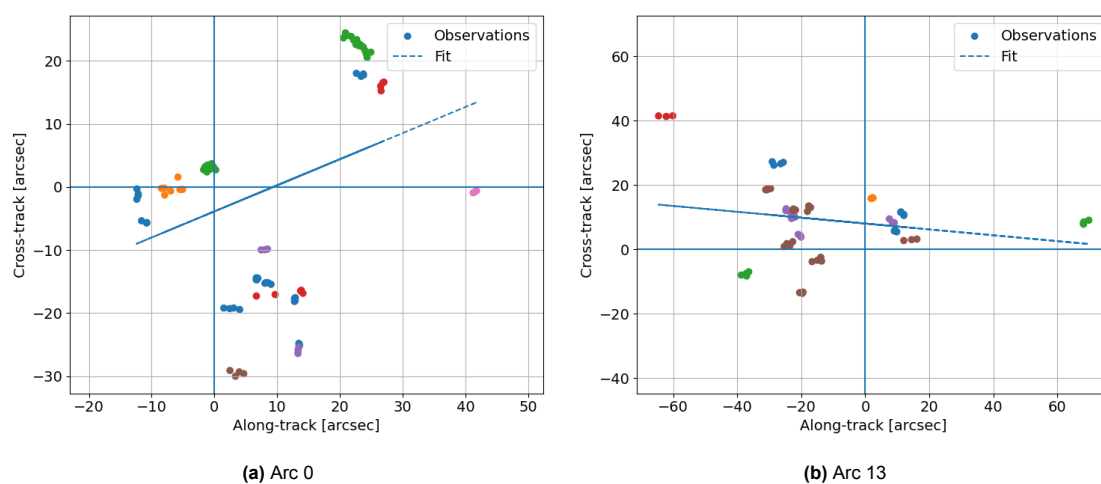 20
10
0
−10
−20
−30
Cross-track [arcsec]
Observations
Fit
−20
−10
0
10
20
30
40
50
Along-track [arcsec]
(a) Arc 0
60
40
20
0
−20
−40
Cross-track [arcsec]
Observations
Fit
−60
−40
−20
0
20
40
60
Along-track [arcsec]
(b) Arc 13